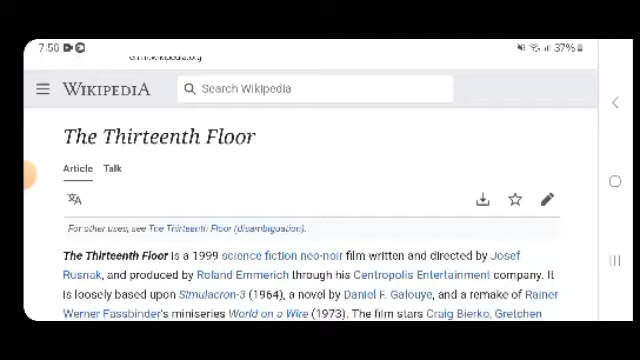 7:56 37%
en.m.wikipedia.org
WIKIPEDIA Search Wikipedia
The Thirteenth Floor
Article Talk
For other uses, see The Thirteenth Floor (disambiguation).
The Thirteenth Floor is a 1999 science fiction neo-noir film written and directed by Josef
Rusnak, and produced by Roland Emmerich through his Centropolis Entertainment company. It
is loosely based upon Simulacron-3 (1964), a novel by Daniel F. Galouye, and a remake of Rainer
Werner Fassbinder's miniseries World on a Wire (1973). The film stars Craig Bierko, Gretchen